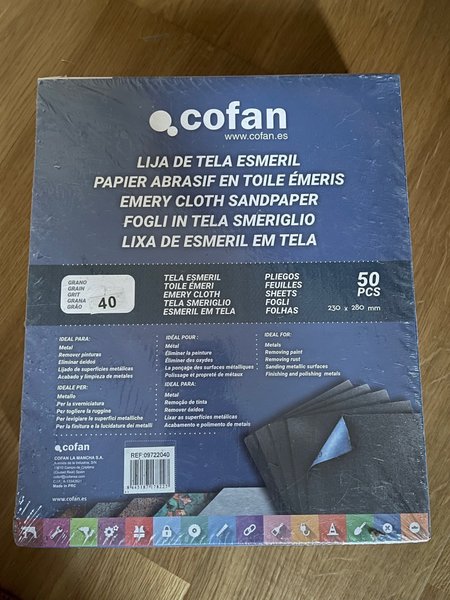 cofan
www.cofan.es
LIJA DE TELA ESMERIL
PAPIER ABRASIF EN TOILE ÉMERIS
EMERY CLOTH SANDPAPER
FOGLI IN TELA SMERIGLIO
LIXA DE ESMERIL EM TELA
GRANO
GRAIN
GRIT
GRANA
GRÃO
40
TELA ESMERIL
TOILE ÉMERI
EMERY CLOTH
TELA SMERIGLIO
ESMERIL EM TELA
PLIEGOS
FEUILLES
SHEETS
FOGLI
FOLHAS
50
PCS
230 x 280 mm
IDEAL PARA:
Metal
Remover pinturas
Eliminar óxidos
Lijado de superficies metálicas
Acabado y limpieza de metales
IDÉAL POUR:
Métal
Éliminer la peinture
Éliminer des oxydes
La ponçage des surfaces métalliques
Polissage et propreté de métaux
IDEAL FOR:
Metals
Removing paint
Removing rust
Sanding metallic surfaces
Finishing and polishing metals
IDEALE PER:
Metallo
Per la sverniciatura
Per togliere la ruggine
Per levigare le superfici metalliche
Per la finitura e la lucidatura dei metalli
IDEAL PARA:
Metal
Remoção de tinta
Remover óxidos
Lixar as superfícies metálicas
Acabamento e polimento de metais
cofan
COFAN LA MANCHA S.A.
(Ciudad Real) Spain
Made in PRC
www.cofan.es
REF:09722040